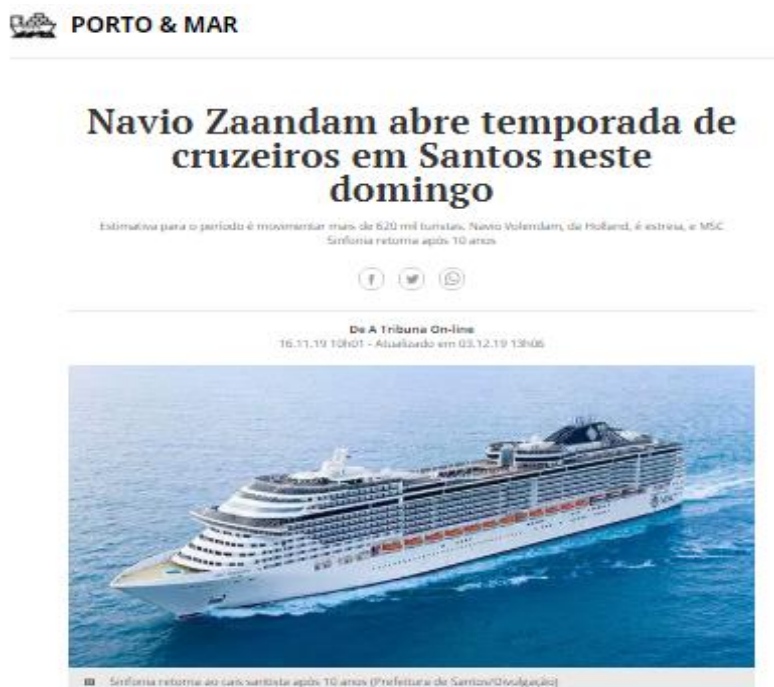 PORTO & MAR
Navio Zaandam abre temporada de
cruzeiros em Santos neste
domingo
Estimativa para o período é movimentar mais de 620 mil turistas. Navio Volendam, da Holland, é estreia, e MSC
Sinfonia retorna após 10 anos
De A Tribuna On-line
16.11.19 10h01 - Atualizado em 03.12.19 13h06
Sinfonia retorna ao cais santista após 10 anos (Prefeitura de Santos/Divulgação)